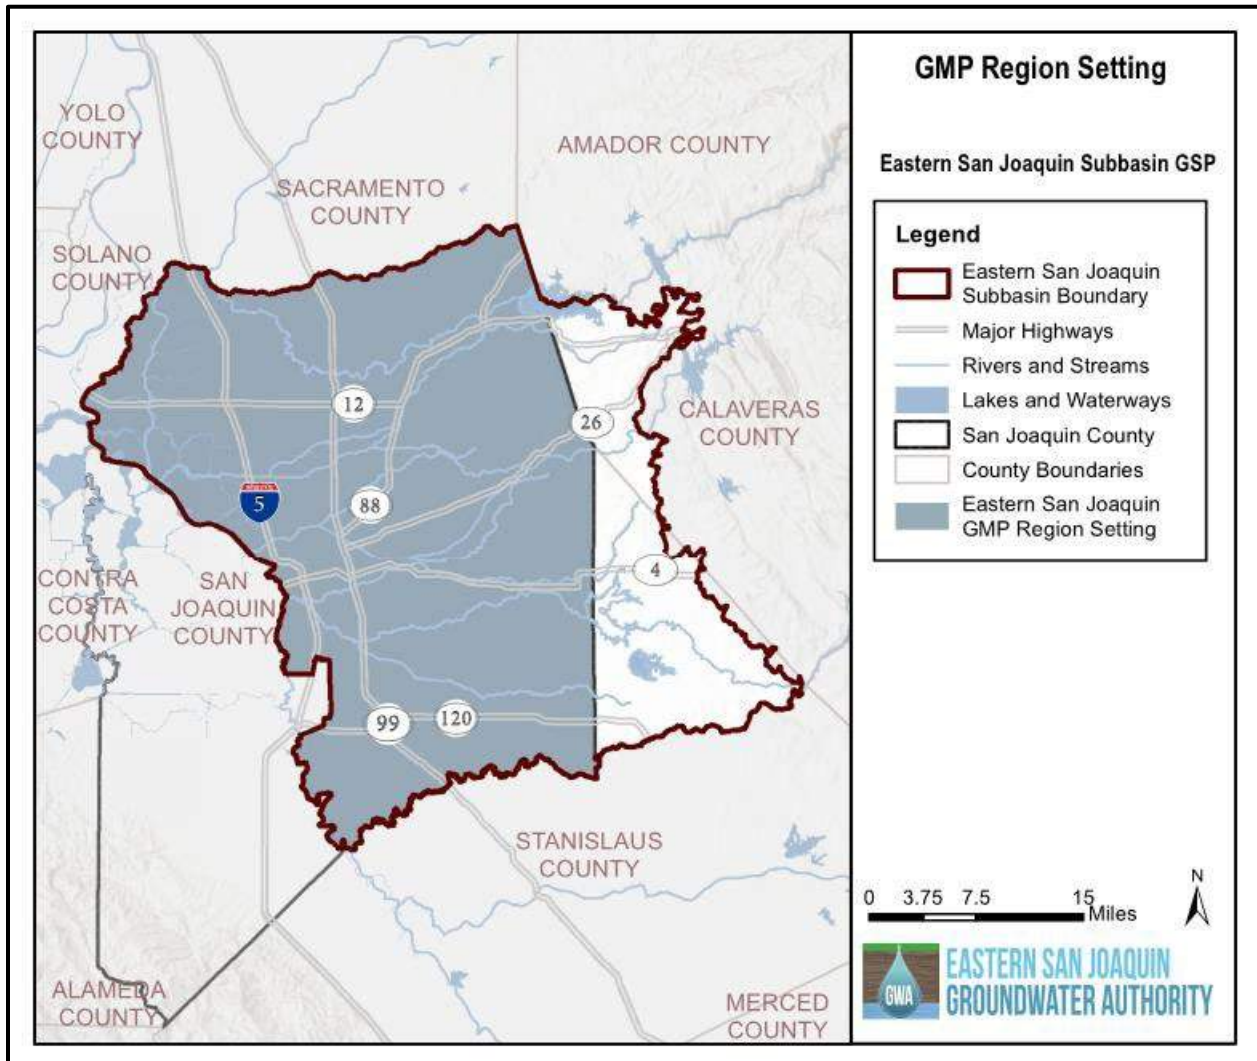 GMP Region Setting
Eastern San Joaquin Subbasin GSP
Legend
Eastern San Joaquin
Subbasin Boundary
Major Highways
Rivers and Streams
Lakes and Waterways
San Joaquin County
County Boundaries
Eastern San Joaquin
GMP Region Setting
YOLO
COUNTY
AMADOR COUNTY
SACRAMENTO
COUNTY
SOLANO
COUNTY
12
26
CALAVERAS
COUNTY
5
88
4
CONTRA
COSTA
COUNTY
SAN
JOAQUIN
COUNTY
99
120
STANISLAUS
COUNTY
ALAMEDA
COUNTY
MERCED
COUNTY
N
0 3.75 7.5 15
Miles
GWA
EASTERN SAN JOAQUIN
GROUNDWATER AUTHORITY